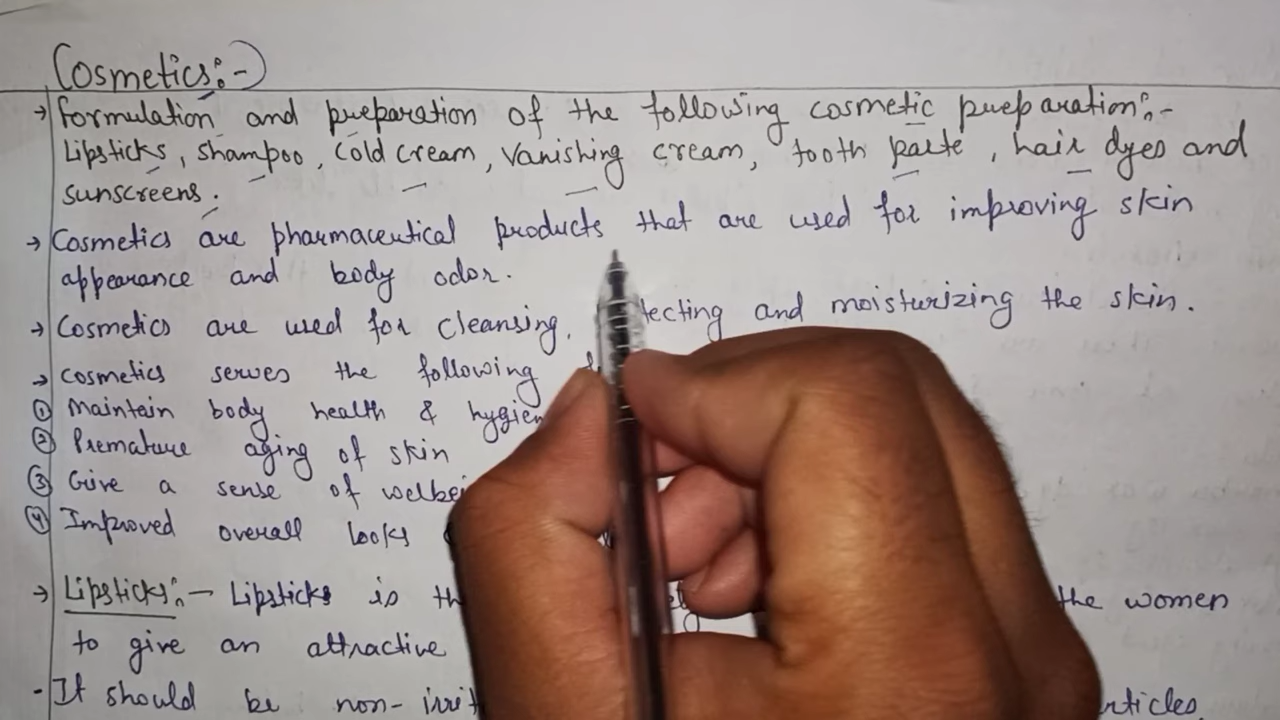 Cosmetics:-
→ Formulation and preparation of the following cosmetic preparation:-
Lipsticks, shampoo, cold cream, vanishing cream, tooth paste, hair dyes and
sunscreens.
→ Cosmetics are pharmaceutical products that are used for improving skin
appearance and body odor.
→ Cosmetics are used for cleansing, tecting and moisturizing the skin.
→ Cosmetics serves the following
① Maintain body health & hygien
② Premature aging of skin
③ Give a sense of welbei
④ Improved overall looks
→ Lipsticks:- Lipsticks is th the women
to give an attractive
- It should be non-irrit rticles